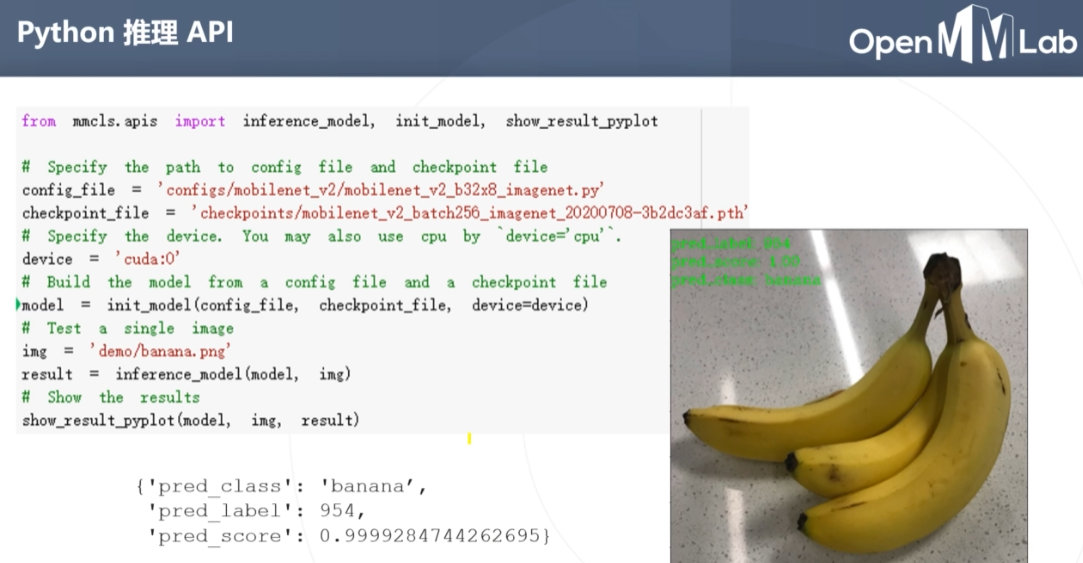 Python 推理 API
OpenMMLab
from mmcls.apis import inference_model, init_model, show_result_pyplot
# Specify the path to config file and checkpoint file
config_file = 'configs/mobilenet_v2/mobilenet_v2_b32x8_imagenet.py'
checkpoint_file = 'checkpoints/mobilenet_v2_batch256_imagenet_20200708-3b2dc3af.pth'
# Specify the device. You may also use cpu by `device='cpu'`.
device = 'cuda:0'
# Build the model from a config file and a checkpoint file
model = init_model(config_file, checkpoint_file, device=device)
# Test a single image
img = 'demo/banana.png'
result = inference_model(model, img)
# Show the results
show_result_pyplot(model, img, result)
pred_label: 954
pred_score: 1.00
pred_class: banana
{'pred_class': 'banana',
'pred_label': 954,
'pred_score': 0.9999284744262695}